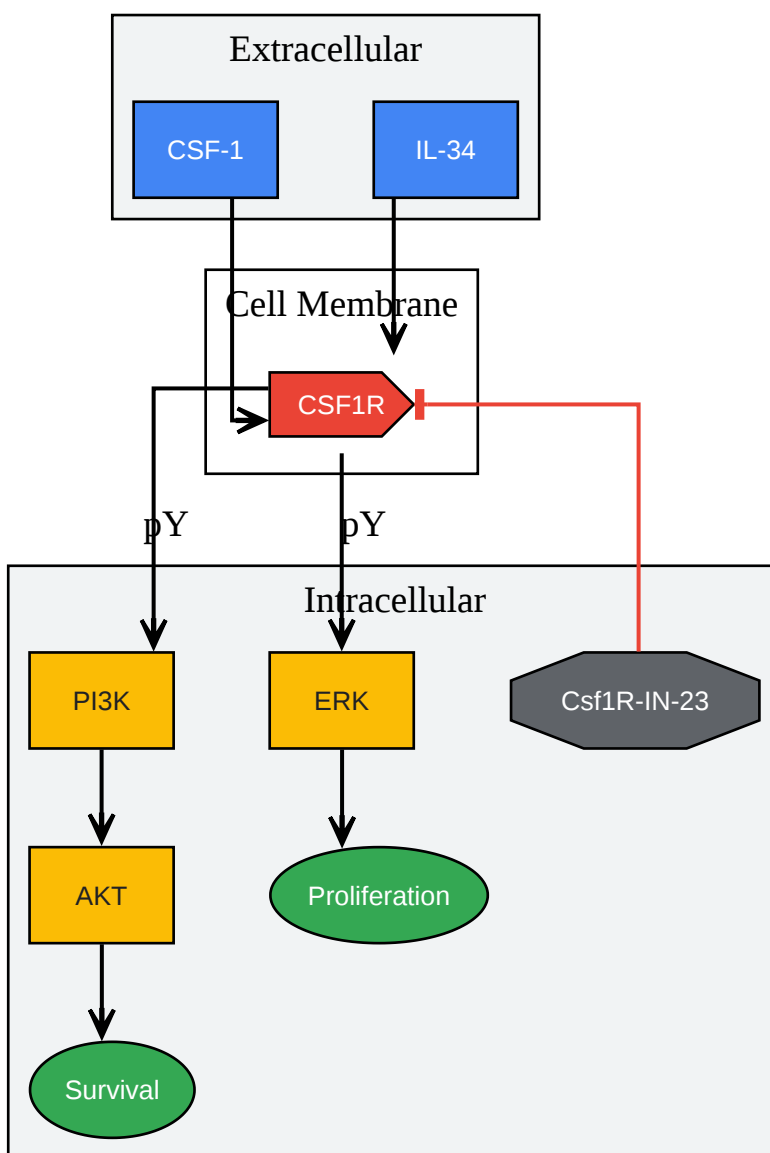 Extracellular
CSF-1
IL-34
Cell Membrane
CSF1R
pY
pY
Intracellular
PI3K
ERK
Csf1R-IN-23
AKT
Proliferation
Survival